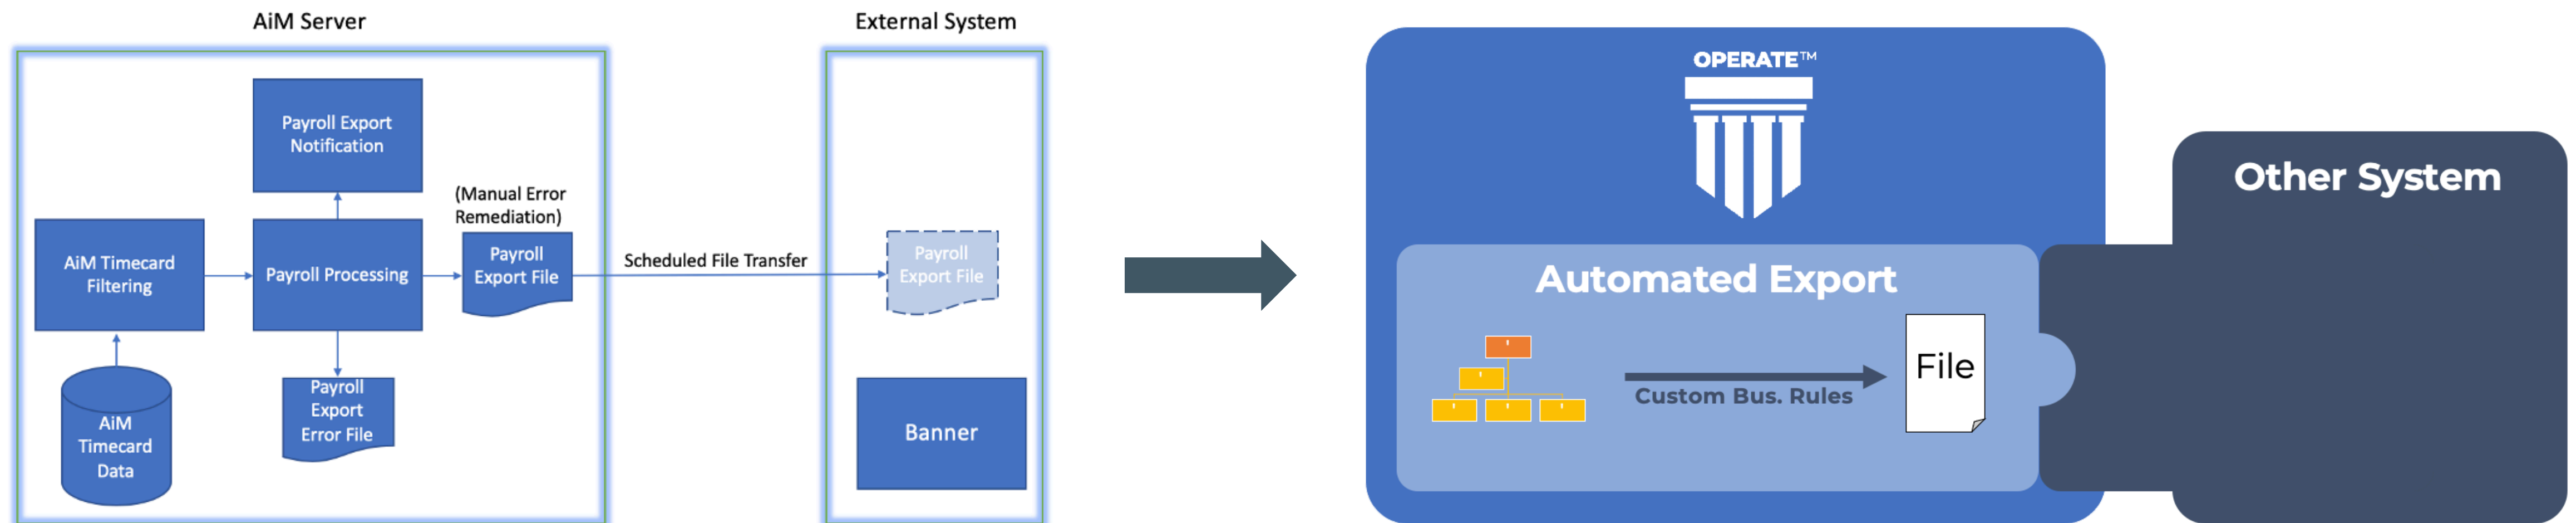 AiM Server
External System
Payroll Export
Notification
(Manual Error
Remediation)
AiM Timecard
Filtering
Payroll Processing
Payroll
Export File
Scheduled File Transfer
Payroll
Export File
AiM
Timecard
Data
Payroll
Export
Error File
Banner
OPERATE™
Other System
Automated Export
Custom Bus. Rules
File